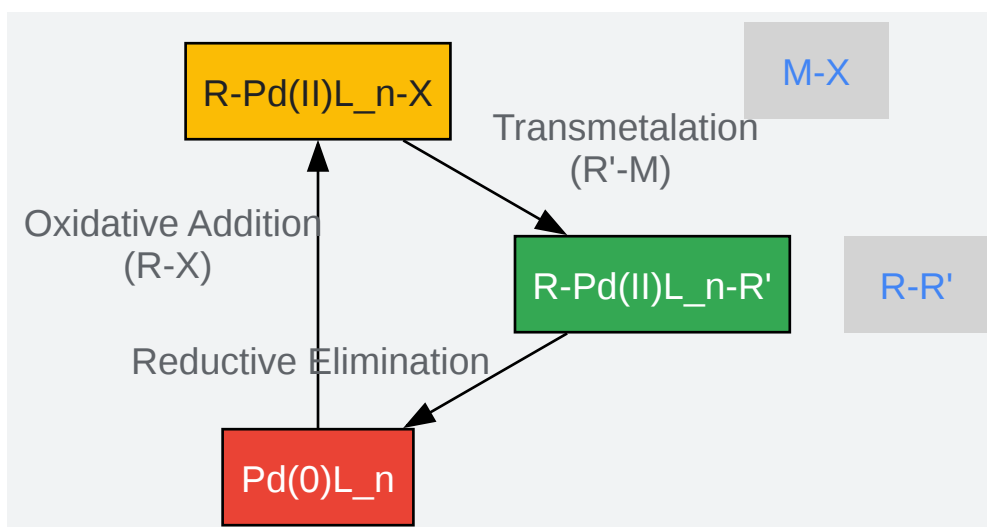 M-X
R-Pd(II)L_n-X
Transmetalation
(R'-M)
Oxidative Addition
(R-X)
R-Pd(II)L_n-R'
R-R'
Reductive Elimination
Pd(0)L_n